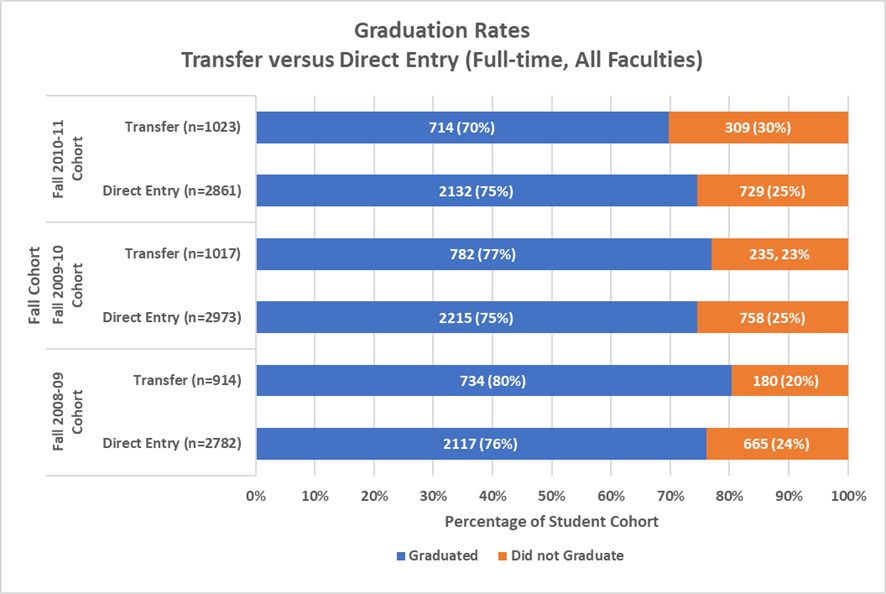 Graduation Rates
Transfer versus Direct Entry (Full-time, All Faculties)
Fall Cohort
Fall 2010-11
Cohort
Transfer (n=1023)
714 (70%)
309 (30%)
Direct Entry (n=2861)
2132 (75%)
729 (25%)
Fall 2009-10
Cohort
Transfer (n=1017)
782 (77%)
235, 23%
Direct Entry (n=2973)
2215 (75%)
758 (25%)
Fall 2008-09
Cohort
Transfer (n=914)
734 (80%)
180 (20%)
Direct Entry (n=2782)
2117 (76%)
665 (24%)
0% 10% 20% 30% 40% 50% 60% 70% 80% 90% 100%
Percentage of Student Cohort
Graduated Did not Graduate